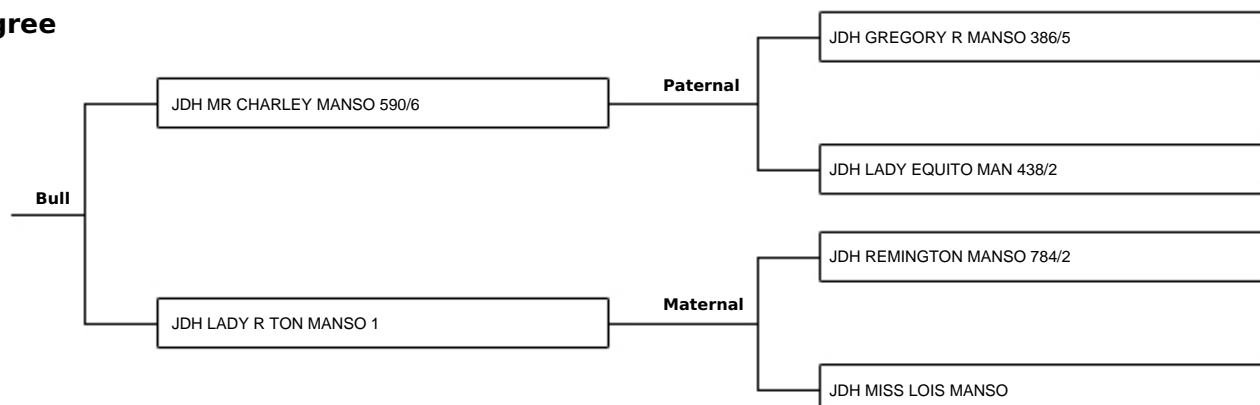 gree
JDH GREGORY R MANSO 386/5
Paternal
JDH MR CHARLEY MANSO 590/6
JDH LADY EQUITO MAN 438/2
Bull
JDH REMINGTON MANSO 784/2
Maternal
JDH LADY R TON MANSO 1
JDH MISS LOIS MANSO